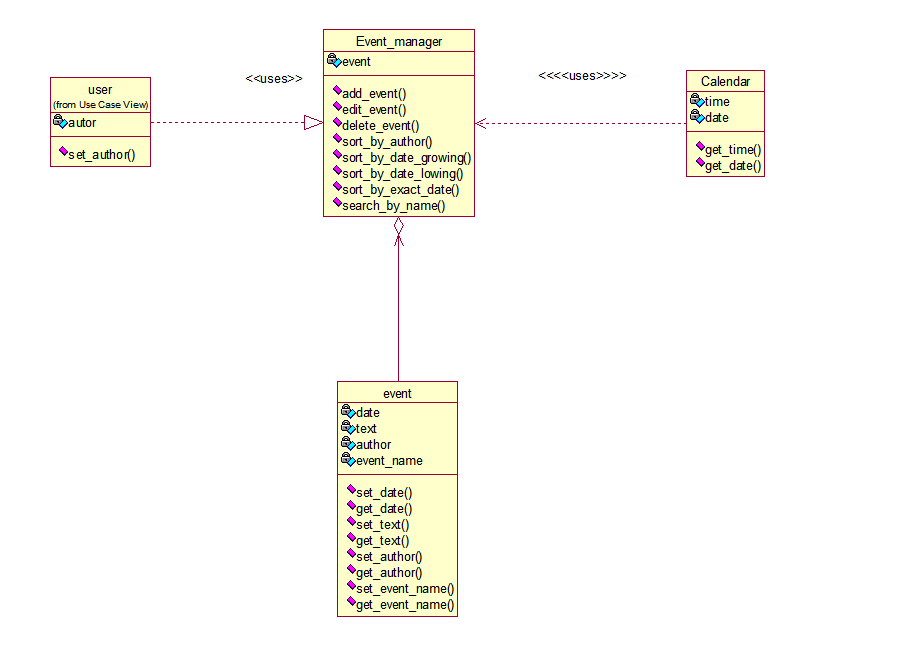 Event_manager
event
add_event()
edit_event()
delete_event()
sort_by_author()
sort_by_date_growing()
sort_by_date_lowing()
sort_by_exact_date()
search_by_name()
<<uses>>
user
(from Use Case View)
autor
set_author()
<<<<uses>>>>
Calendar
time
date
get_time()
get_date()
event
date
text
author
event_name
set_date()
get_date()
set_text()
get_text()
set_author()
get_author()
set_event_name()
get_event_name()